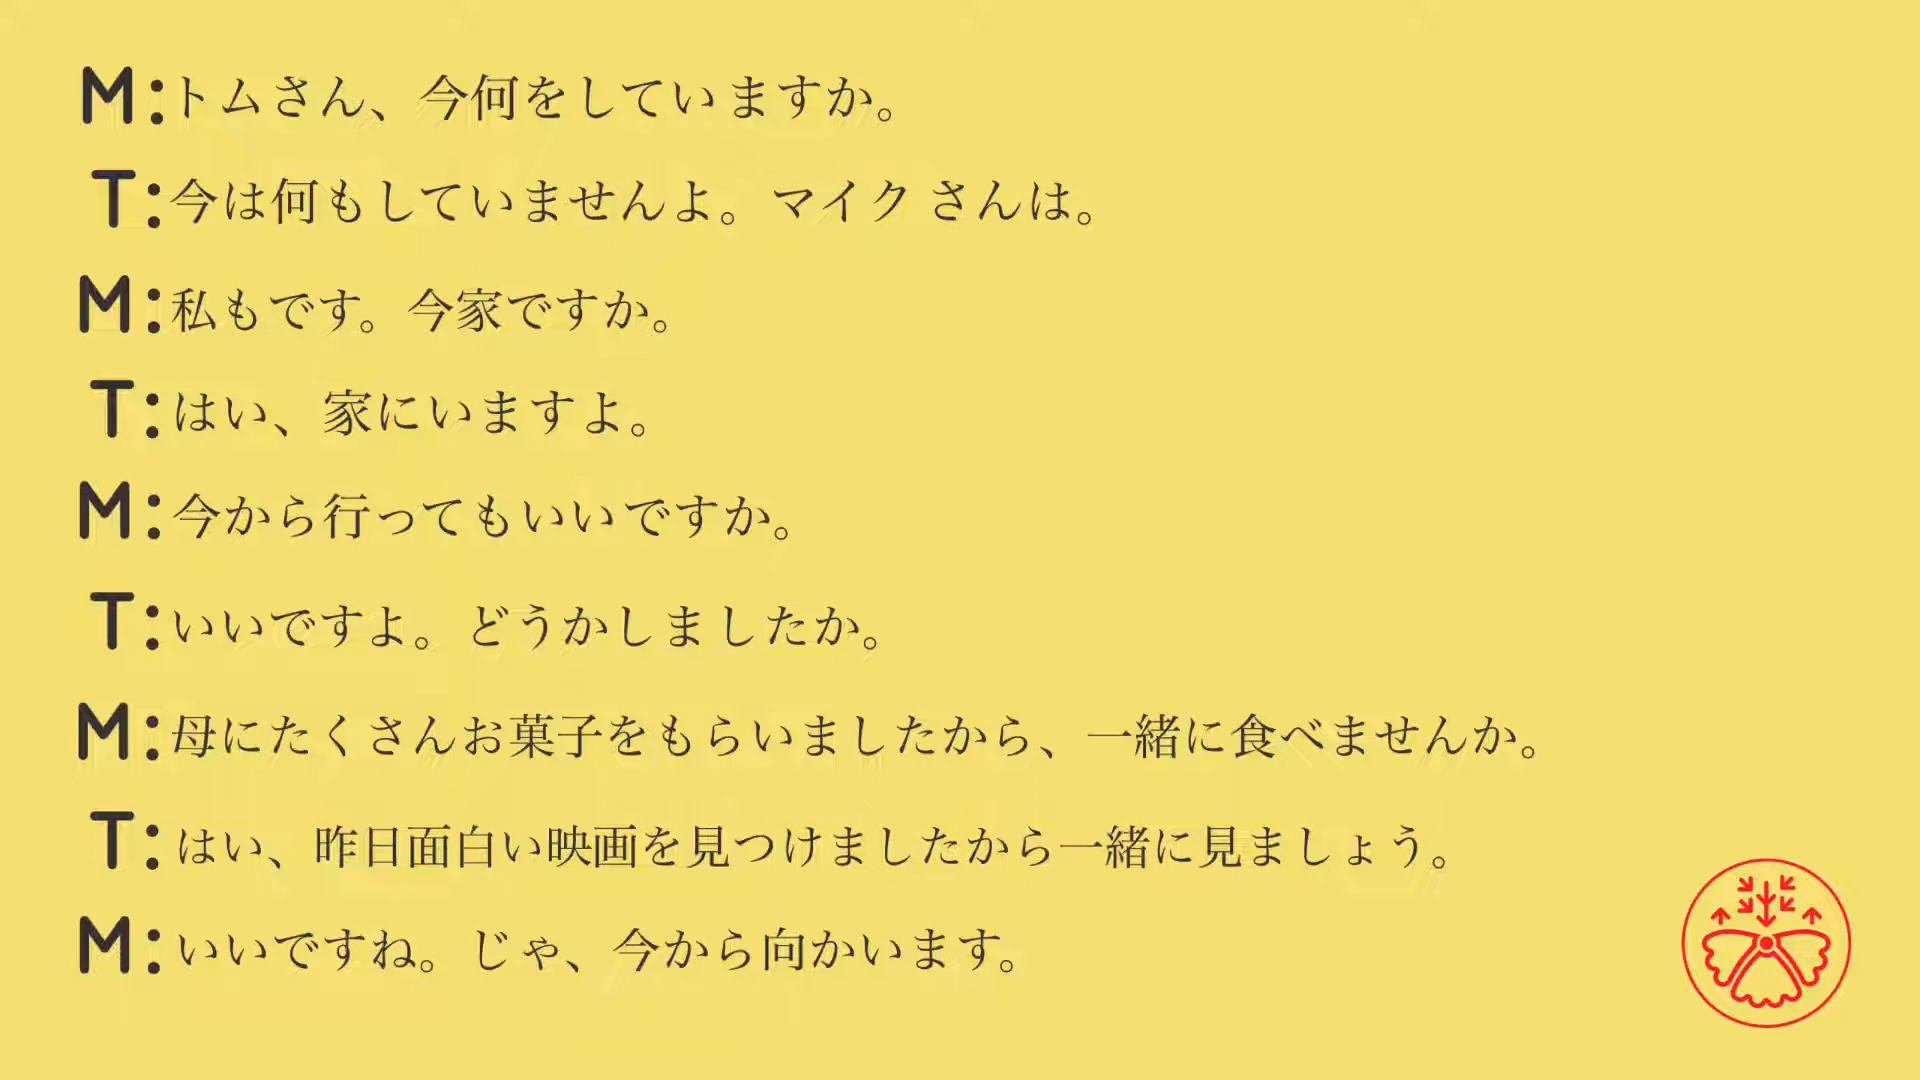 M:トムさん、今何をしていますか。
T:今は何もしていませんよ。マイクさんは。
M:私もです。今家ですか。
T:はい、家にいますよ。
M:今から行ってもいいですか。
T:いいですよ。どうかしましたか。
M:母にたくさんお菓子をもらいましたから、一緒に食べませんか。
T:はい、昨日面白い映画を見つけましたから一緒に見ましょう。
M:いいですね。じゃ、今から向かいます。